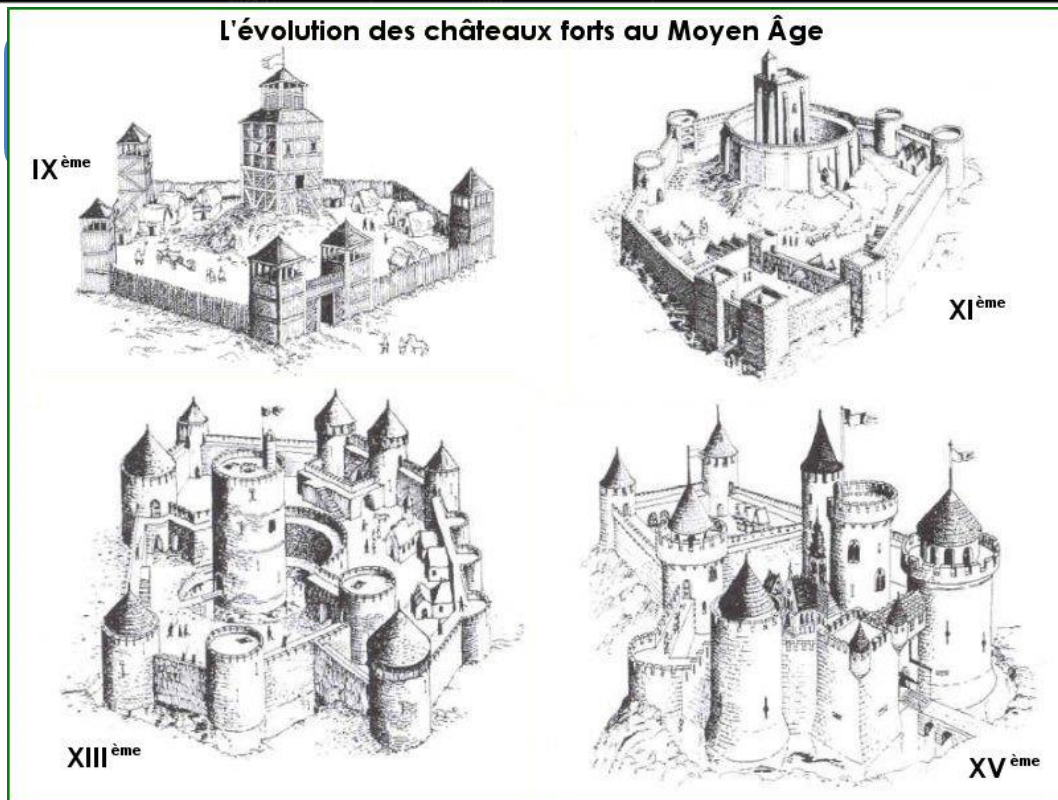 L'évolution des châteaux forts au Moyen Âge
IXème
XIème
XIIIème
XVème